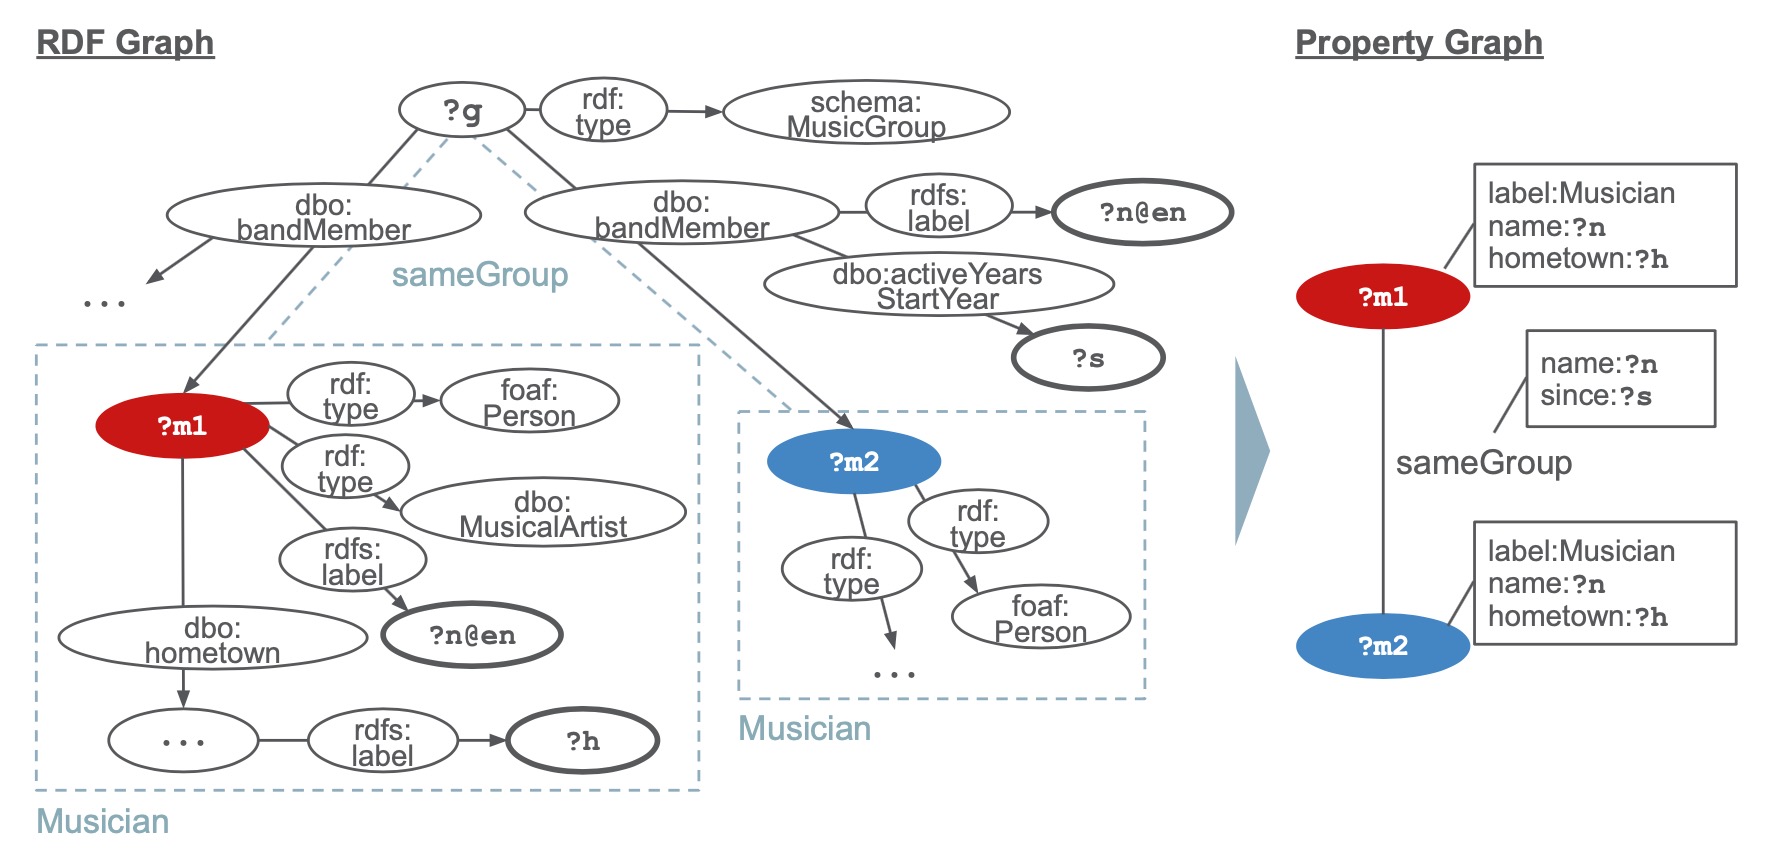 RDF Graph
Property Graph
?g
rdf:
type
schema:
MusicGroup
dbo:
bandMember
dbo:
bandMember
rdfs:
label
?n@en
sameGroup
dbo:activeYears
StartYear
?s
...
?m1
rdf:
type
foaf:
Person
rdf:
type
dbo:
MusicalArtist
rdfs:
label
?n@en
dbo:
hometown
...
rdfs:
label
?h
Musician
?m2
rdf:
type
rdf:
type
foaf:
Person
...
Musician
label:Musician
name:?n
hometown:?h
?m1
name:?n
since:?s
sameGroup
label:Musician
name:?n
hometown:?h
?m2